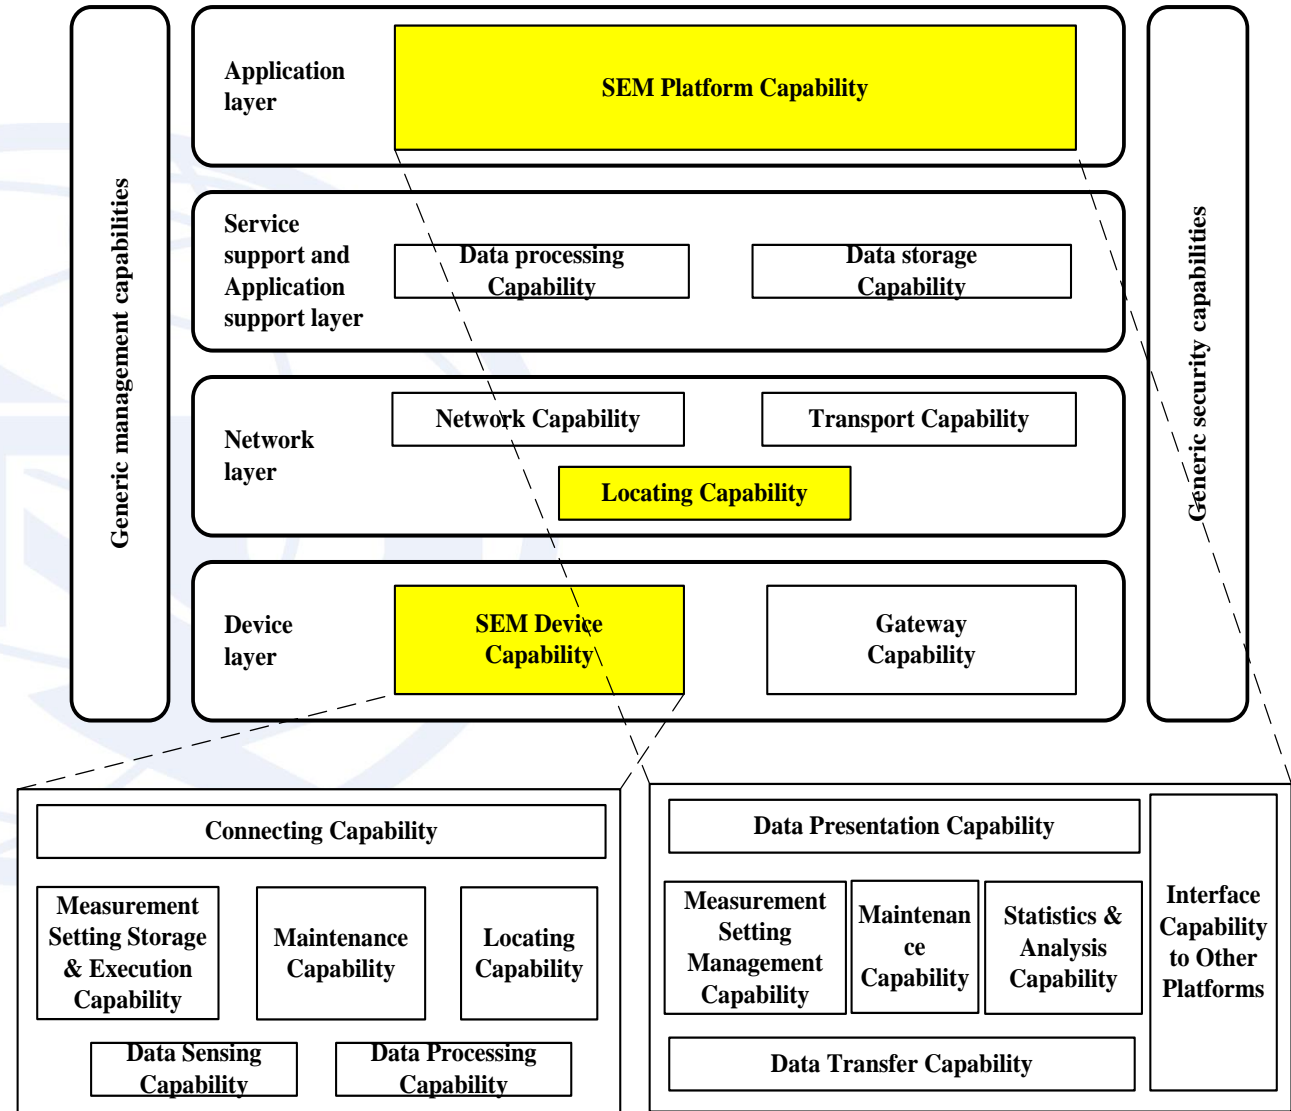 Generic management capabilities
Application
layer
SEM Platform Capability
Service
support and
Application
support layer
Data processing
Capability
Data storage
Capability
Network
layer
Network Capability
Transport Capability
Locating Capability
Device
layer
SEM Device
Capability
Gateway
Capability
Generic security capabilities
Connecting Capability
Measurement
Setting Storage
& Execution
Capability
Maintenance
Capability
Locating
Capability
Data Sensing
Capability
Data Processing
Capability
Data Presentation Capability
Measurement
Setting
Management
Capability
Maintenan
ce
Capability
Statistics &
Analysis
Capability
Data Transfer Capability
Interface
Capability
to Other
Platforms